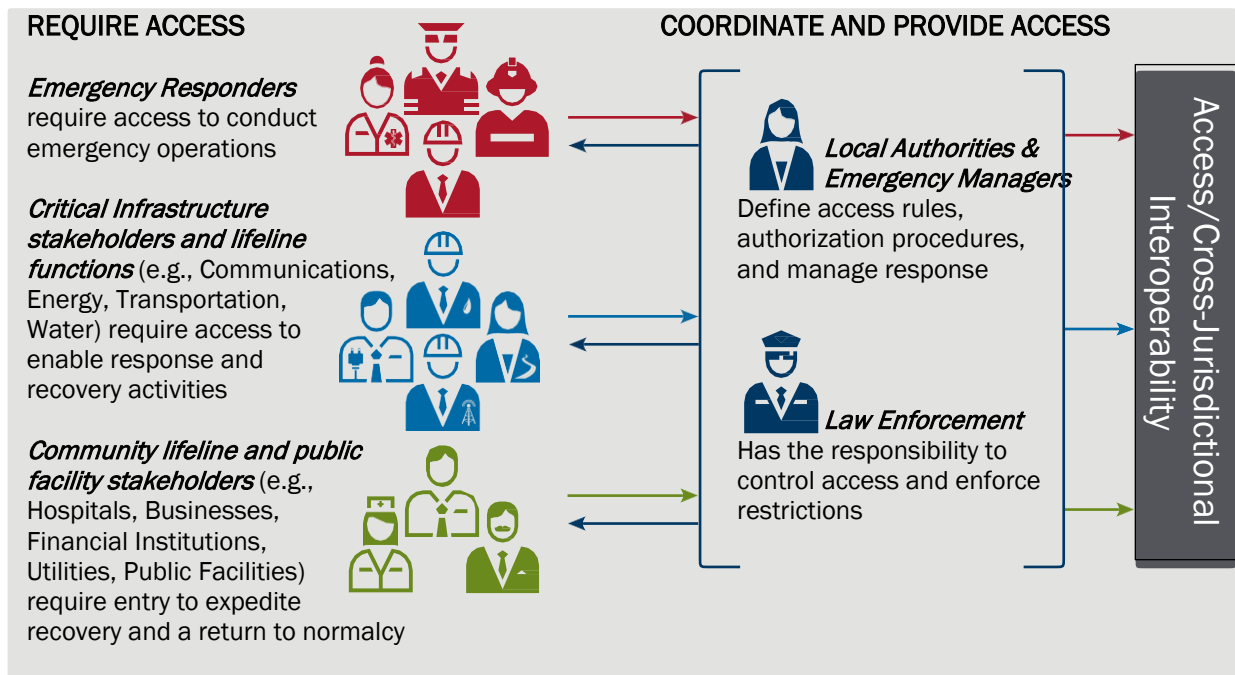 REQUIRE ACCESS
Emergency Responders
require access to conduct
emergency operations
Critical Infrastructure
stakeholders and lifeline
functions (e.g., Communications,
Energy, Transportation,
Water) require access to
enable response and
recovery activities
Community lifeline and public
facility stakeholders (e.g.,
Hospitals, Businesses,
Financial Institutions,
Utilities, Public Facilities)
require entry to expedite
recovery and a return to normalcy
COORDINATE AND PROVIDE ACCESS
Local Authorities &
Emergency Managers
Define access rules,
authorization procedures,
and manage response
Law Enforcement
Has the responsibility to
control access and enforce
restrictions
Access/Cross-Jurisdictional
Interoperability